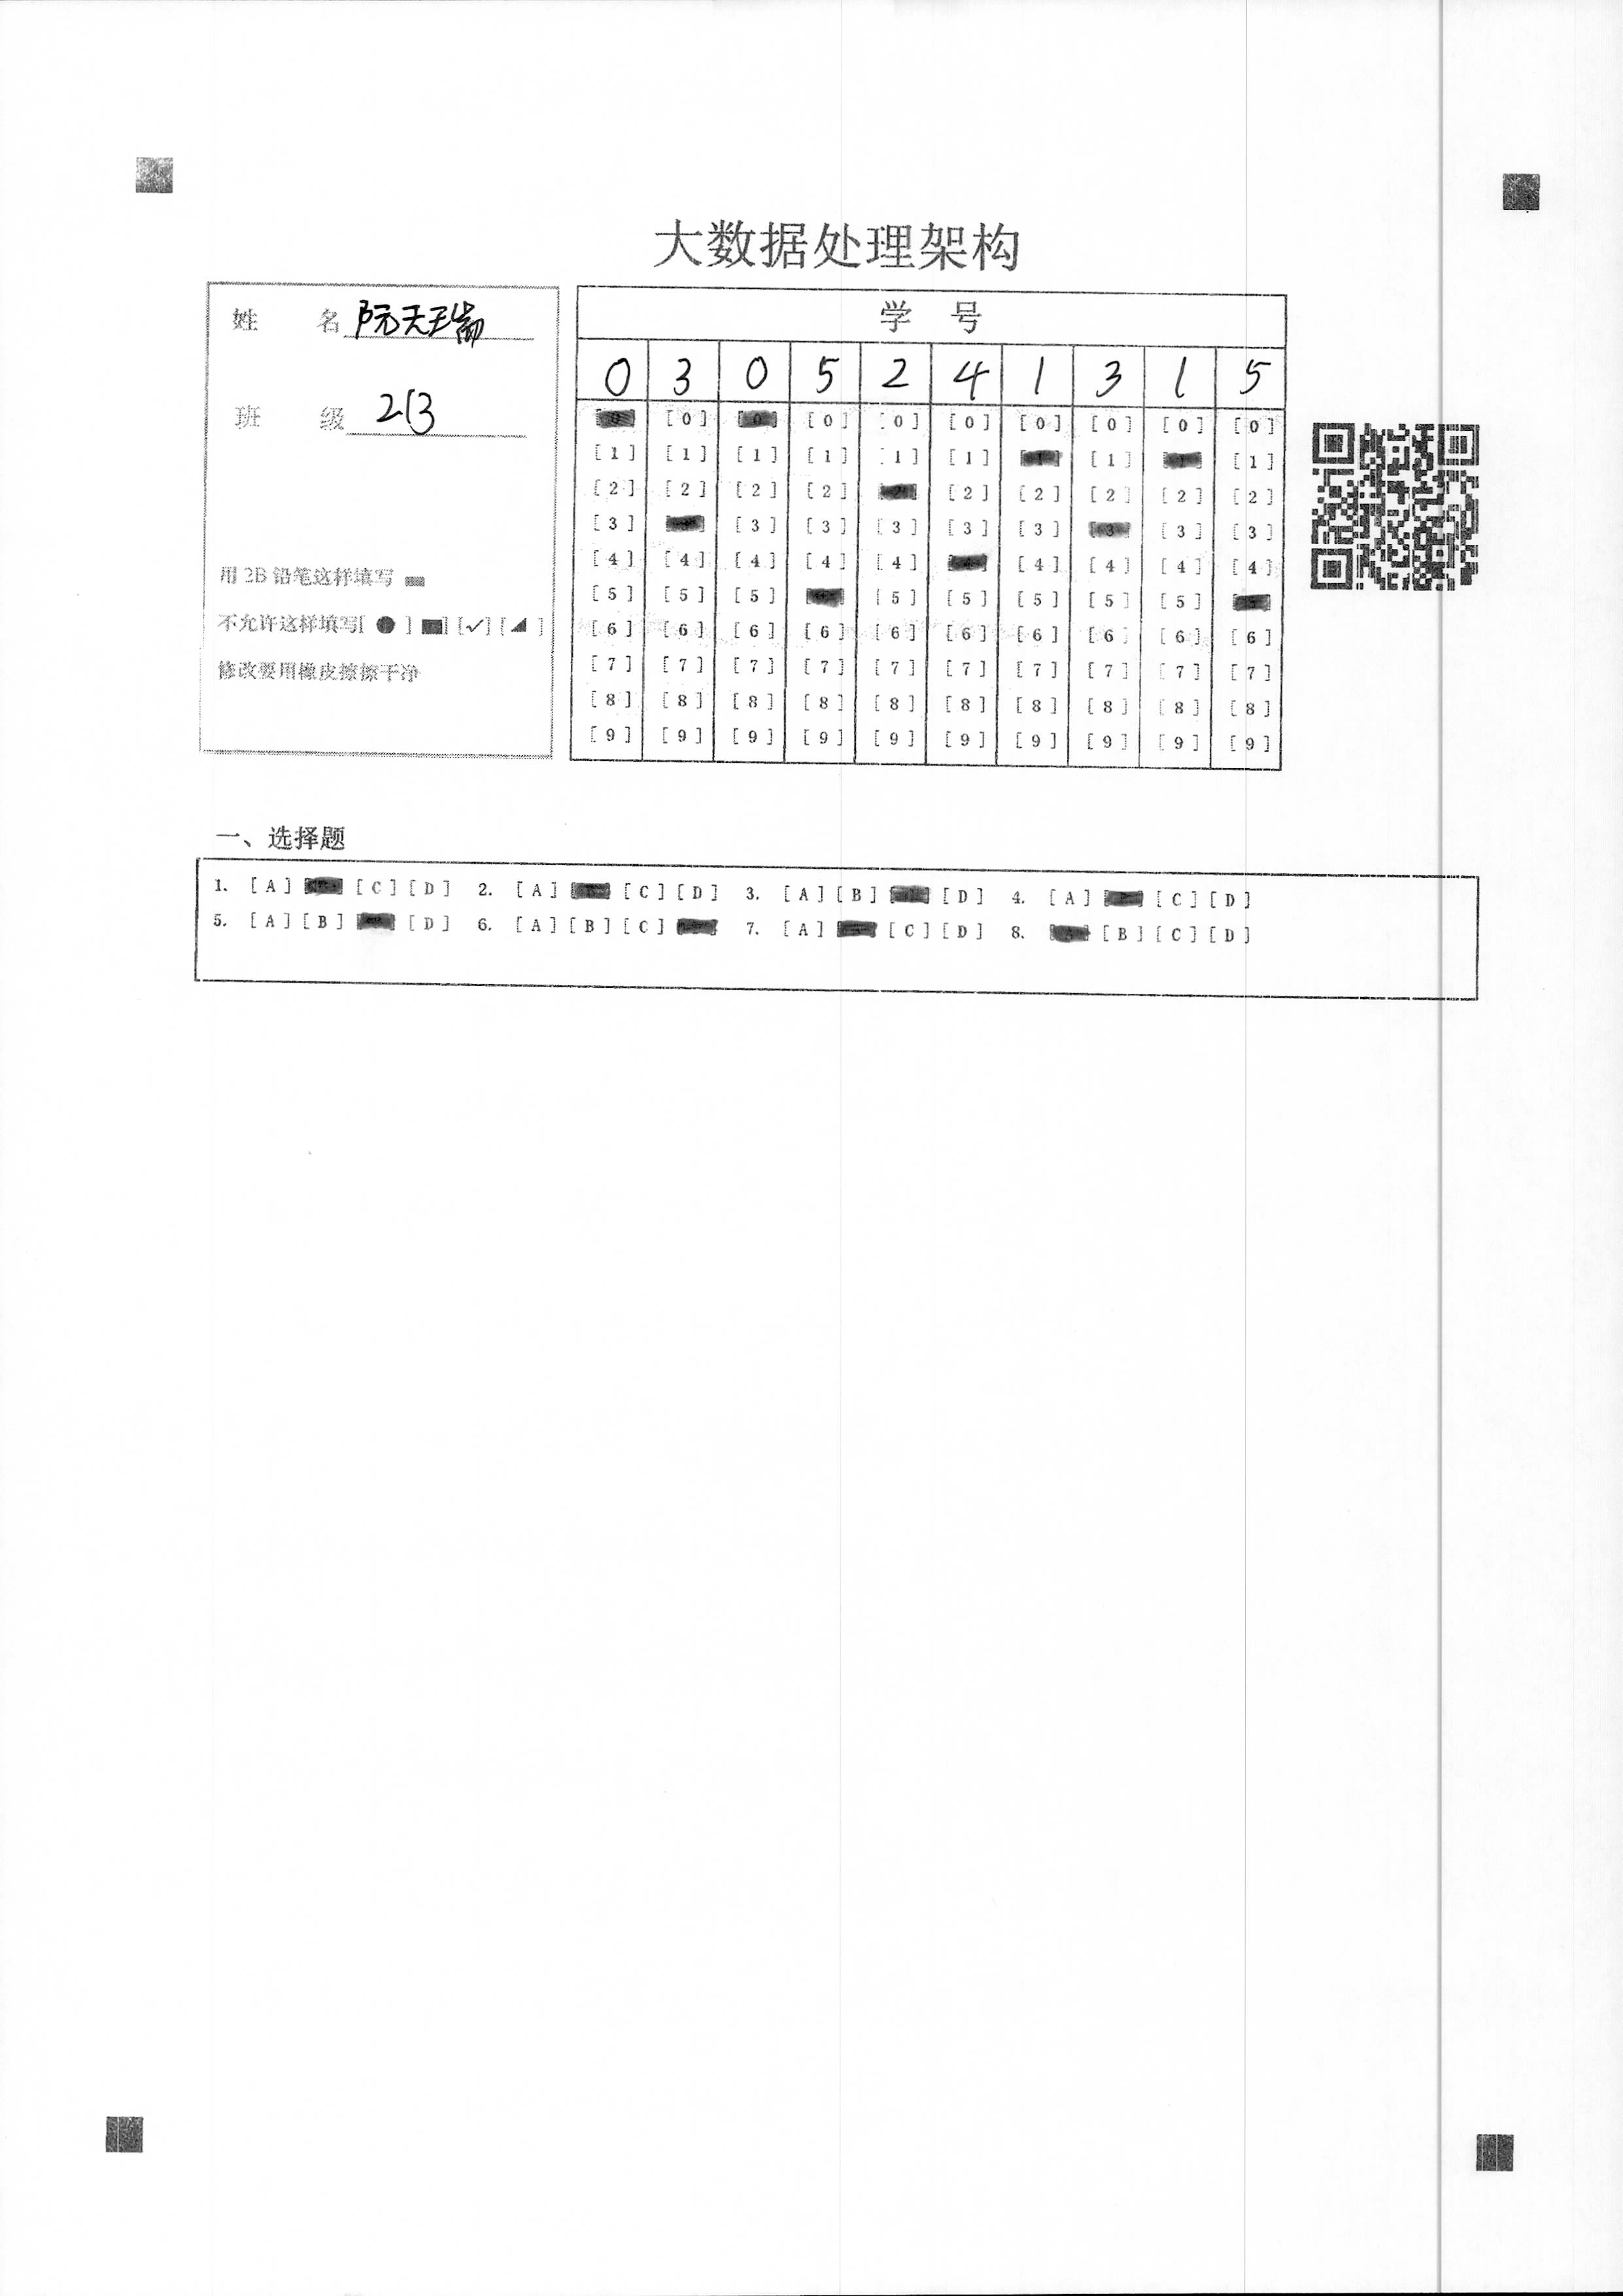 大数据处理架构
姓 名 阮天瑞
班 级 213
用 2B 铅笔这样填写
不允许这样填写[ ● ] [■] [✓] [◢ ]
修改要用橡皮擦擦干净
学 号
0 3 0 5 2 4 1 3 1 5
[0] [0] [0] [0] [0] [0] [0] [0]
[1] [1] [1] [1] [1] [1] [1] [1]
[2] [2] [2] [2] [2] [2] [2] [2] [2]
[3] [3] [3] [3] [3] [3] [3] [3]
[4] [4] [4] [4] [4] [4] [4] [4] [4]
[5] [5] [5] [5] [5] [5] [5] [5]
[6] [6] [6] [6] [6] [6] [6] [6] [6] [6]
[7] [7] [7] [7] [7] [7] [7] [7] [7] [7]
[8] [8] [8] [8] [8] [8] [8] [8] [8] [8]
[9] [9] [9] [9] [9] [9] [9] [9] [9] [9]
一、选择题
1. [A] [C] [D] 2. [A] [C] [D] 3. [A] [B] [D] 4. [A] [C] [D]
5. [A] [B] [D] 6. [A] [B] [C] 7. [A] [C] [D] 8. [B] [C] [D]